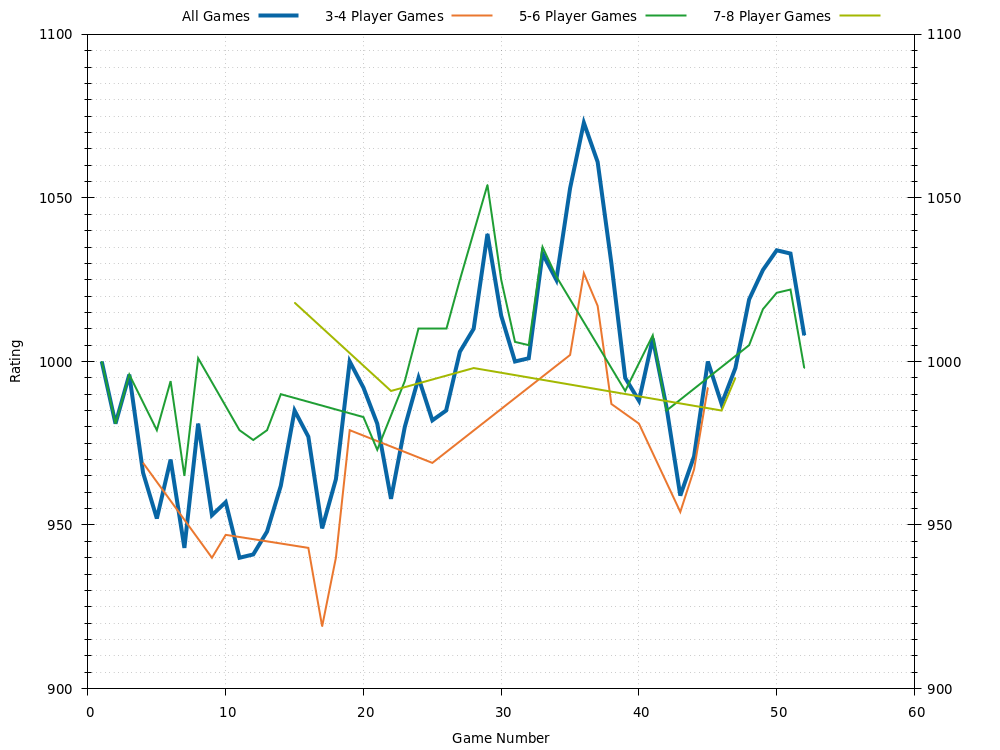 All Games 3-4 Player Games 5-6 Player Games 7-8 Player Games
1100 1100
1050 1050
1000 1000
950 950
900 900
Rating
0 10 20 30 40 50 60
Game Number